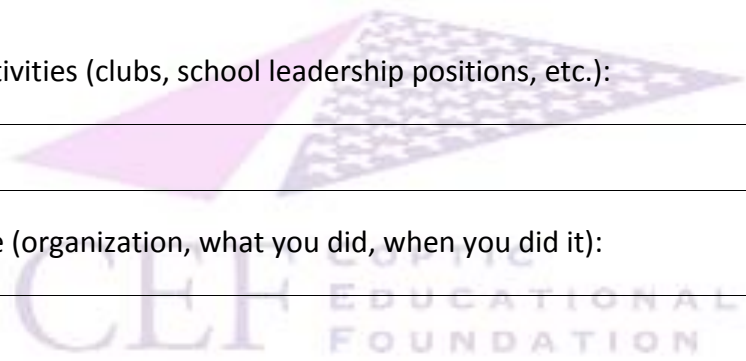 tivities (clubs, school leadership positions, etc.):
e (organization, what you did, when you did it):
CEF COPTIC
EDUCATIONAL
FOUNDATION